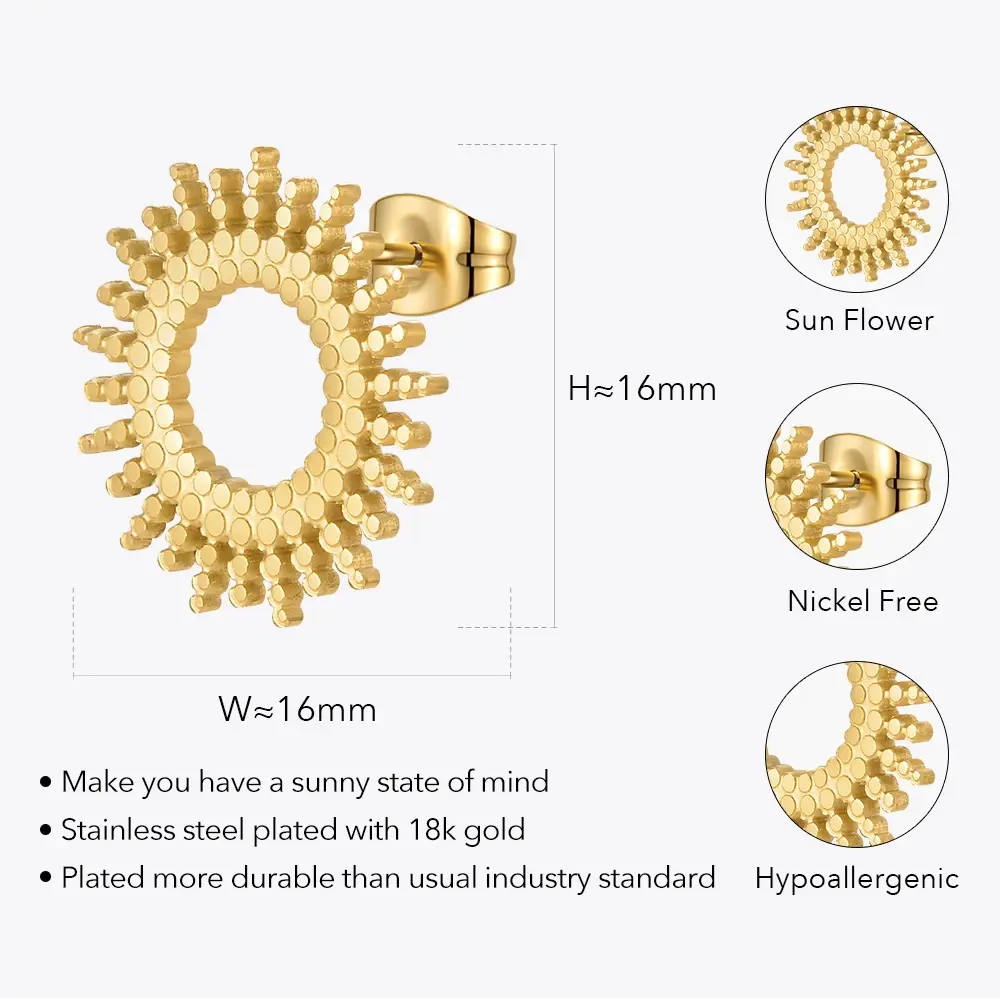 Sun Flower
H≈16mm
Nickel Free
W≈16mm
• Make you have a sunny state of mind
• Stainless steel plated with 18k gold
• Plated more durable than usual industry standard
Hypoallergenic